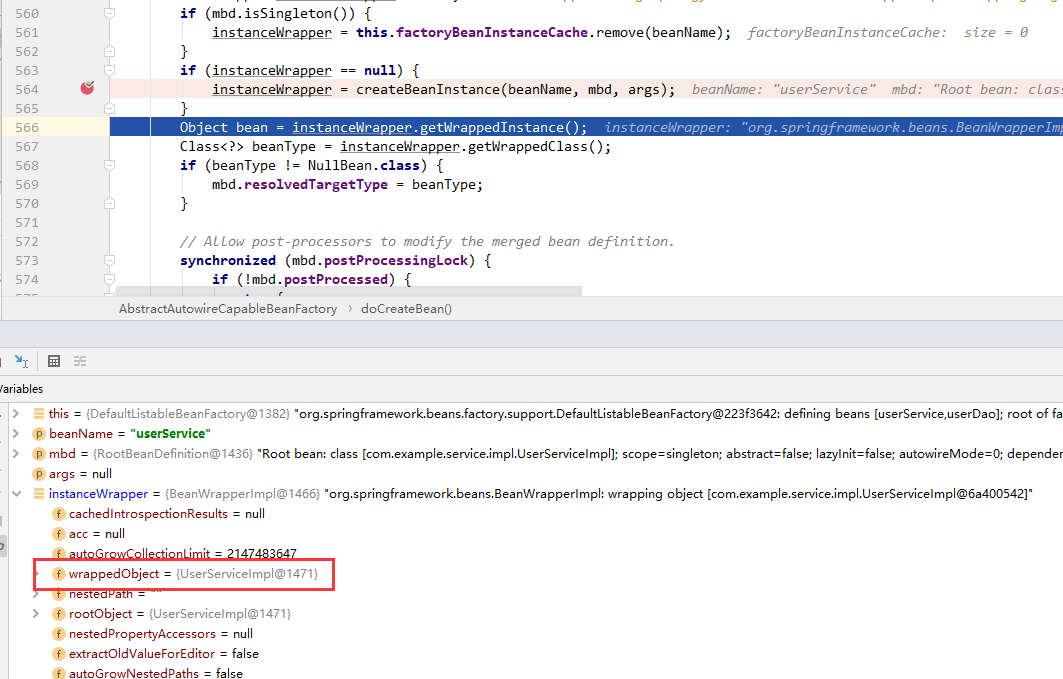 560 if (mbd.isSingleton()) {
561 instanceWrapper = this.factoryBeanInstanceCache.remove(beanName); factoryBeanInstanceCache: size = 0
562 }
563 if (instanceWrapper == null) {
564 instanceWrapper = createBeanInstance(beanName, mbd, args); beanName: "userService" mbd: "Root bean: class
565 }
566 Object bean = instanceWrapper.getWrappedInstance(); instanceWrapper: "org.springframework.beans.BeanWrapperImp
567 Class<?> beanType = instanceWrapper.getWrappedClass();
568 if (beanType != NullBean.class) {
569 mbd.resolvedTargetType = beanType;
570 }
571
572 // Allow post-processors to modify the merged bean definition.
573 synchronized (mbd.postProcessingLock) {
574 if (!mbd.postProcessed) {
AbstractAutowireCapableBeanFactory › doCreateBean()
Variables
this = {DefaultListableBeanFactory@1382} "org.springframework.beans.factory.support.DefaultListableBeanFactory@223f3642: defining beans [userService,userDao]; root of fa
beanName = "userService"
mbd = {RootBeanDefinition@1436} "Root bean: class [com.example.service.impl.UserServiceImpl]; scope=singleton; abstract=false; lazyInit=false; autowireMode=0; dependen
args = null
instanceWrapper = {BeanWrapperImpl@1466} "org.springframework.beans.BeanWrapperImpl: wrapping object [com.example.service.impl.UserServiceImpl@6a400542]"
cachedIntrospectionResults = null
acc = null
autoGrowCollectionLimit = 2147483647
wrappedObject = {UserServiceImpl@1471}
nestedPath = ""
rootObject = {UserServiceImpl@1471}
nestedPropertyAccessors = null
extractOldValueForEditor = false
autoGrowNestedPaths = false